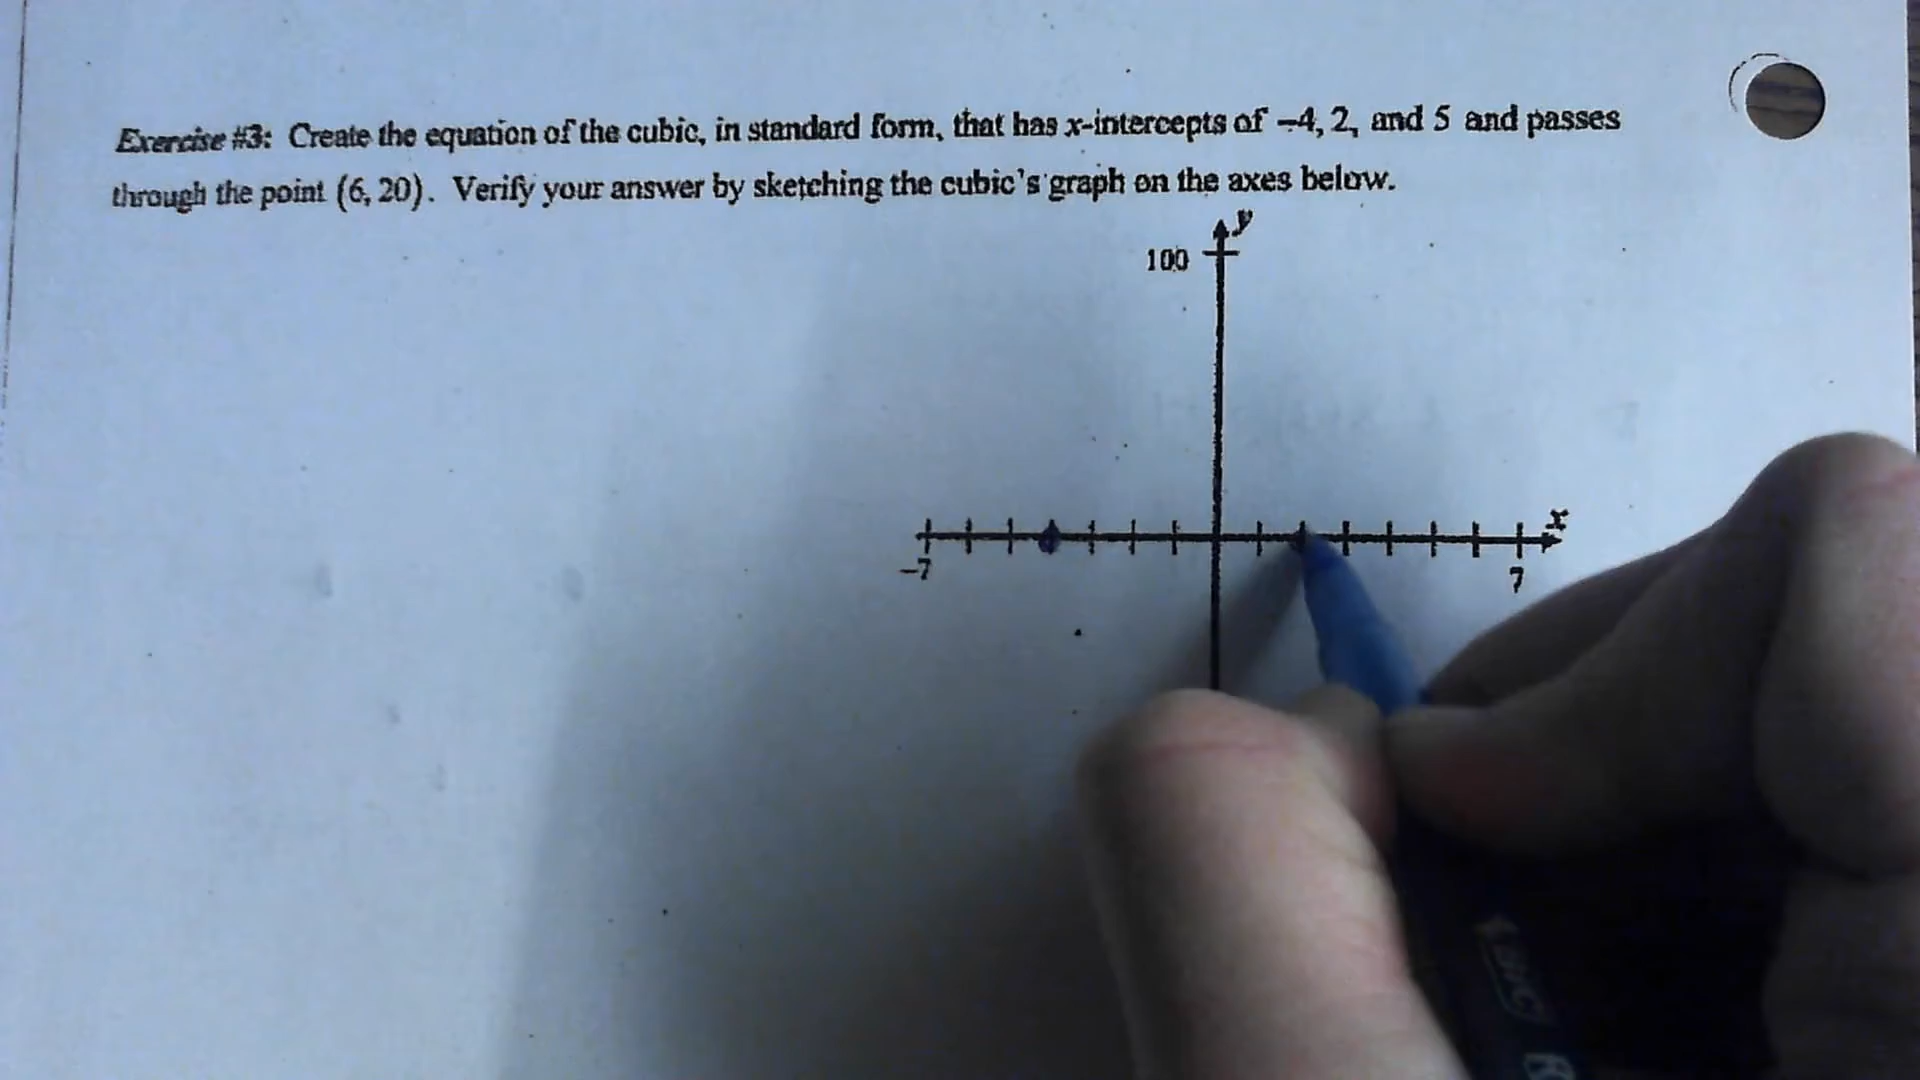 Exercise #3: Create the equation of the cubic, in standard form, that has x-intercepts of −4, 2, and 5 and passes
through the point (6, 20). Verify your answer by sketching the cubic's graph on the axes below.
y
100
x
−7
7
BIC